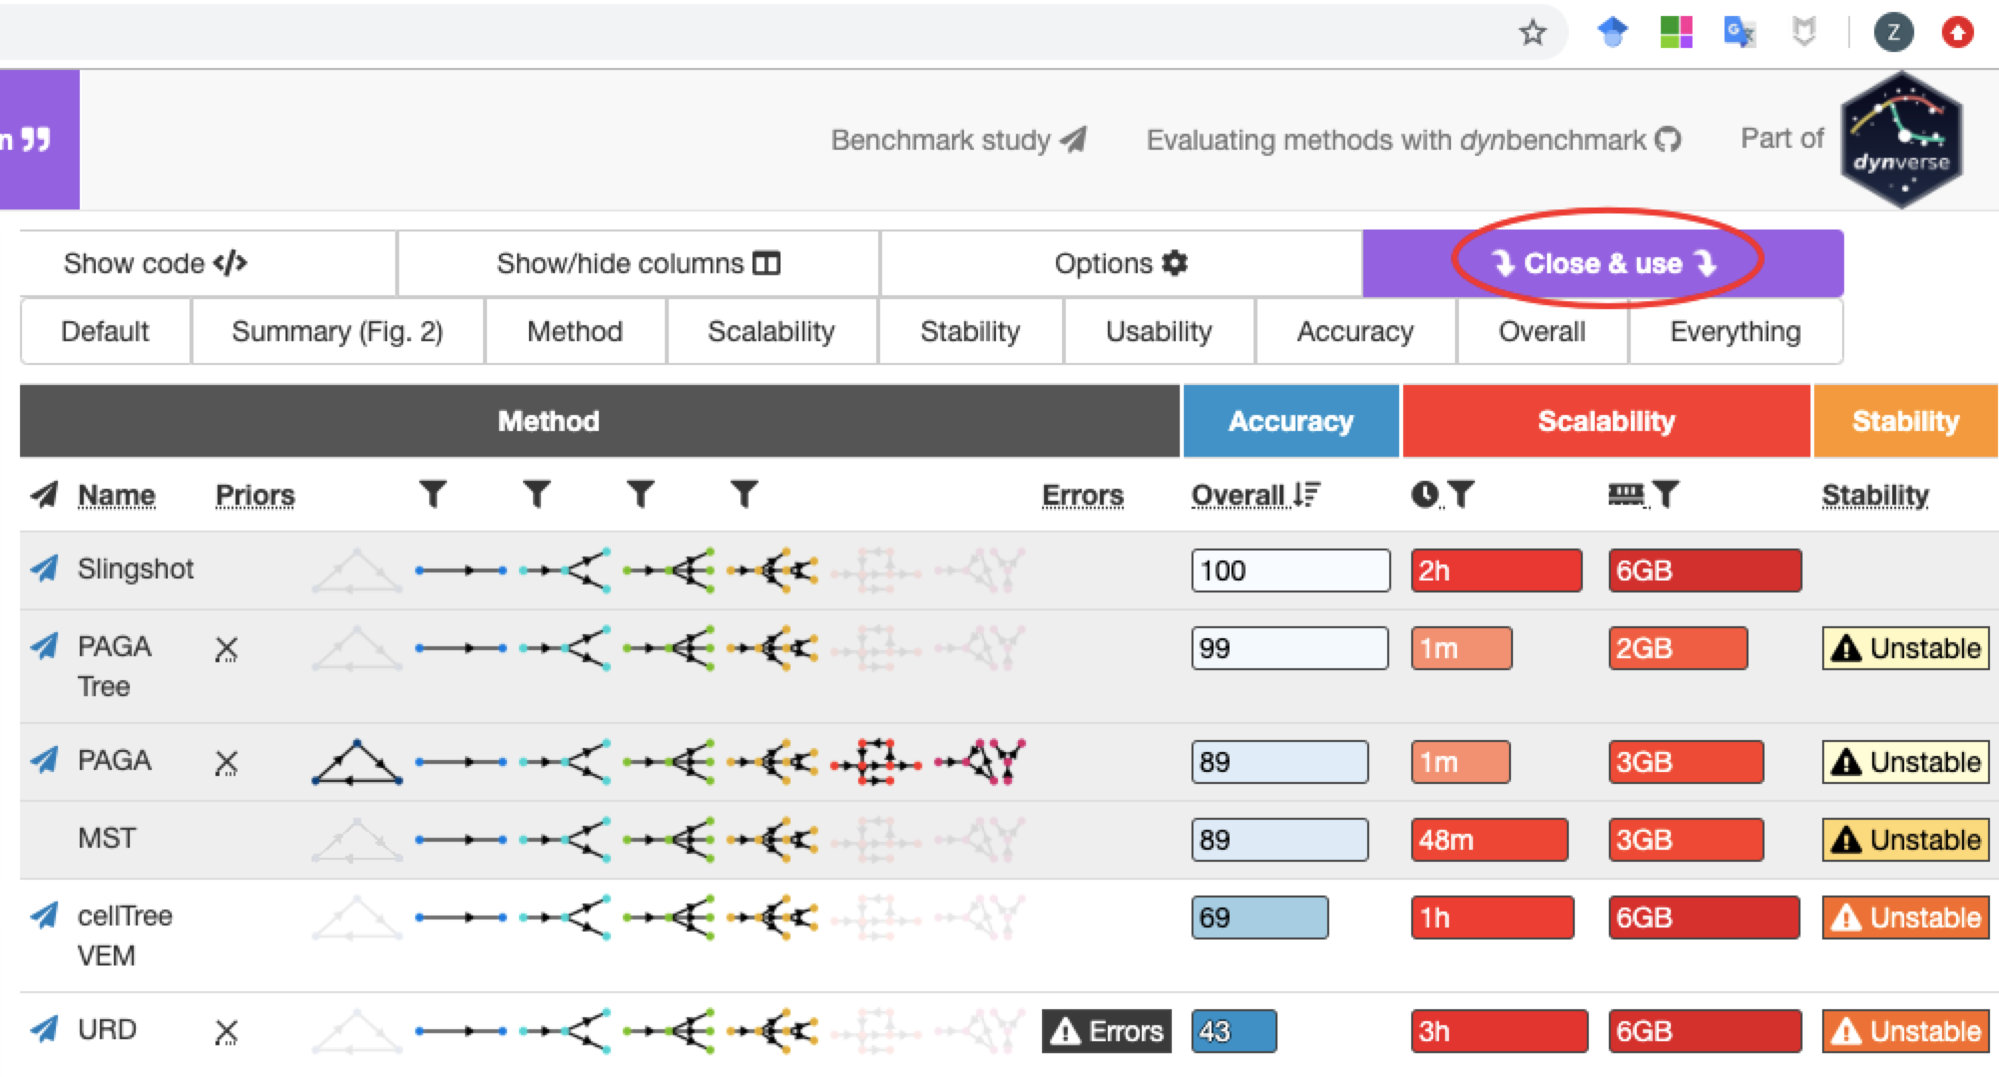 Z
n ”
Benchmark study Evaluating methods with dynbenchmark Part of
dynverse
Show code </> Show/hide columns Options Close & use
Default Summary (Fig. 2) Method Scalability Stability Usability Accuracy Overall Everything
Method Accuracy Scalability Stability
Name Priors Errors Overall Stability
Slingshot 100 2h 6GB
PAGA 99 1m 2GB Unstable
Tree
PAGA 89 1m 3GB Unstable
MST 89 48m 3GB Unstable
cellTree 69 1h 6GB Unstable
VEM
URD Errors 43 3h 6GB Unstable